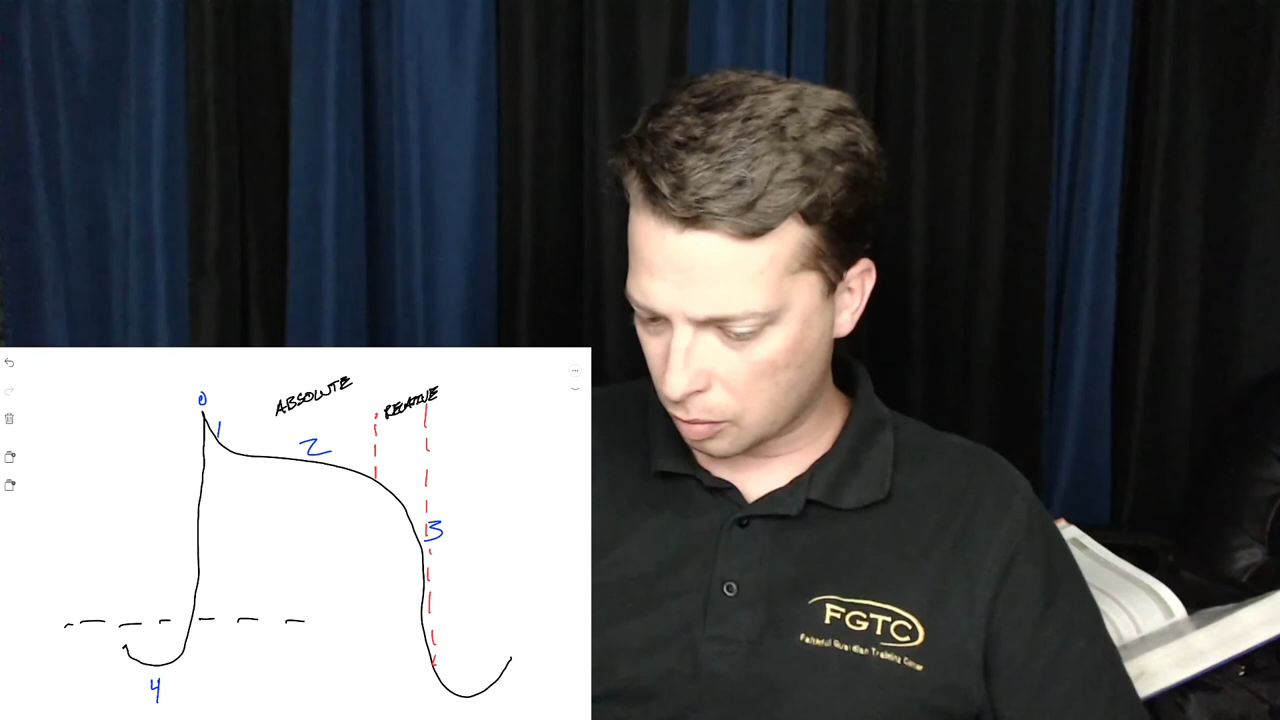 ABSOLUTE
RELATIVE
0
1
2
3
4
FGTC
Faithful Guardian Training Center